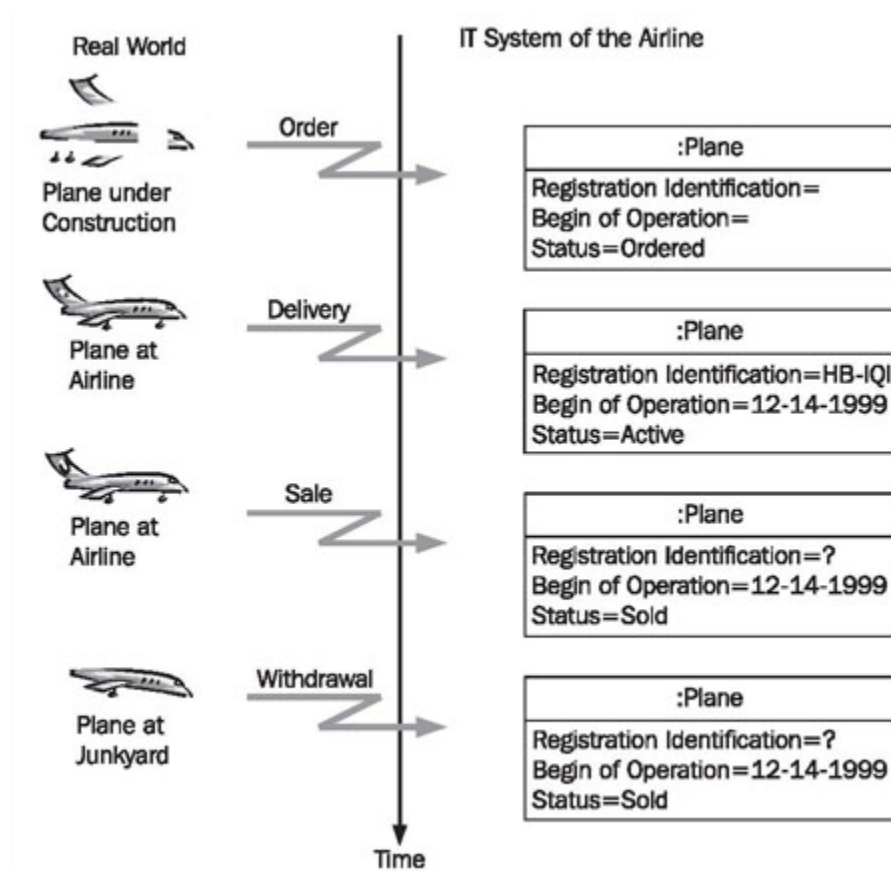 Real World
IT System of the Airline
Order
:Plane
Plane under
Construction
Registration Identification=
Begin of Operation=
Status=Ordered
Delivery
:Plane
Plane at
Airline
Registration Identification=HB-IQI
Begin of Operation=12-14-1999
Status=Active
Sale
:Plane
Plane at
Airline
Registration Identification=?
Begin of Operation=12-14-1999
Status=Sold
Withdrawal
:Plane
Plane at
Junkyard
Registration Identification=?
Begin of Operation=12-14-1999
Status=Sold
Time